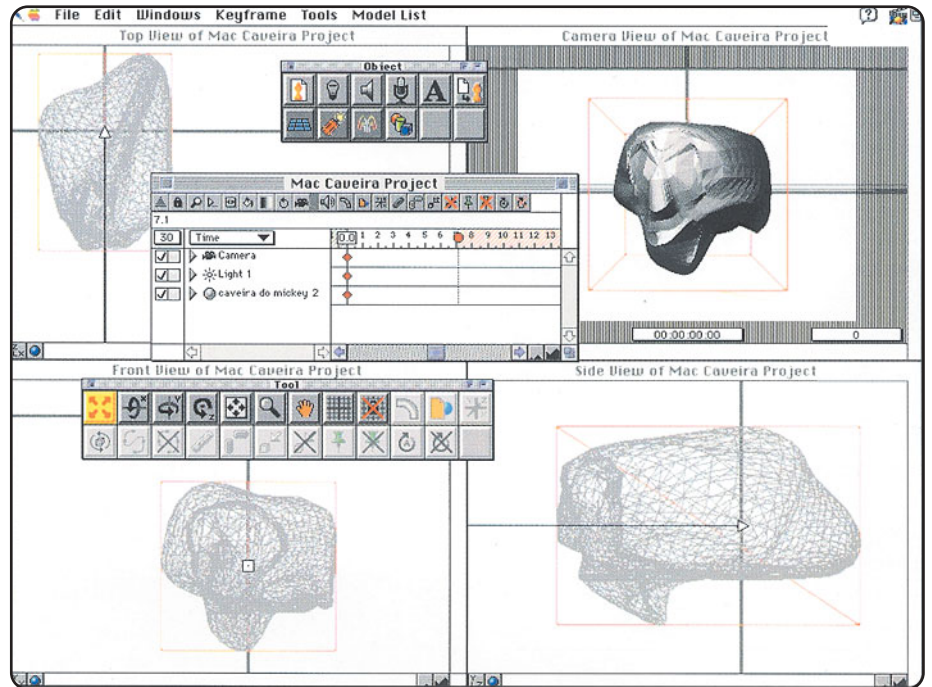 File Edit Windows Keyframe Tools Model List
Top View of Mac Caveira Project
Camera View of Mac Caveira Project
Object
A
Mac Caveira Project
7.1
30 Time 0.0 1 2 3 4 5 6 8 9 10 11 12 13
Camera
Light 1
caveira do mickey 2
00:00:00:00 0
Front View of Mac Caveira Project
Side View of Mac Caveira Project
Tool